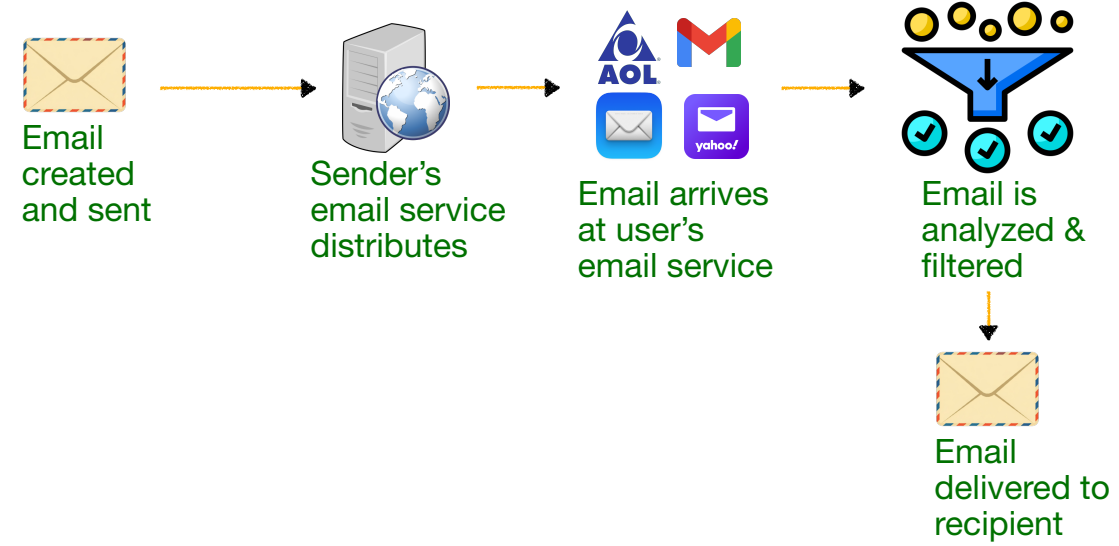 Email
created
and sent
Sender's
email service
distributes
AOL
yahoo!
Email arrives
at user's
email service
Email is
analyzed &
filtered
Email
delivered to
recipient